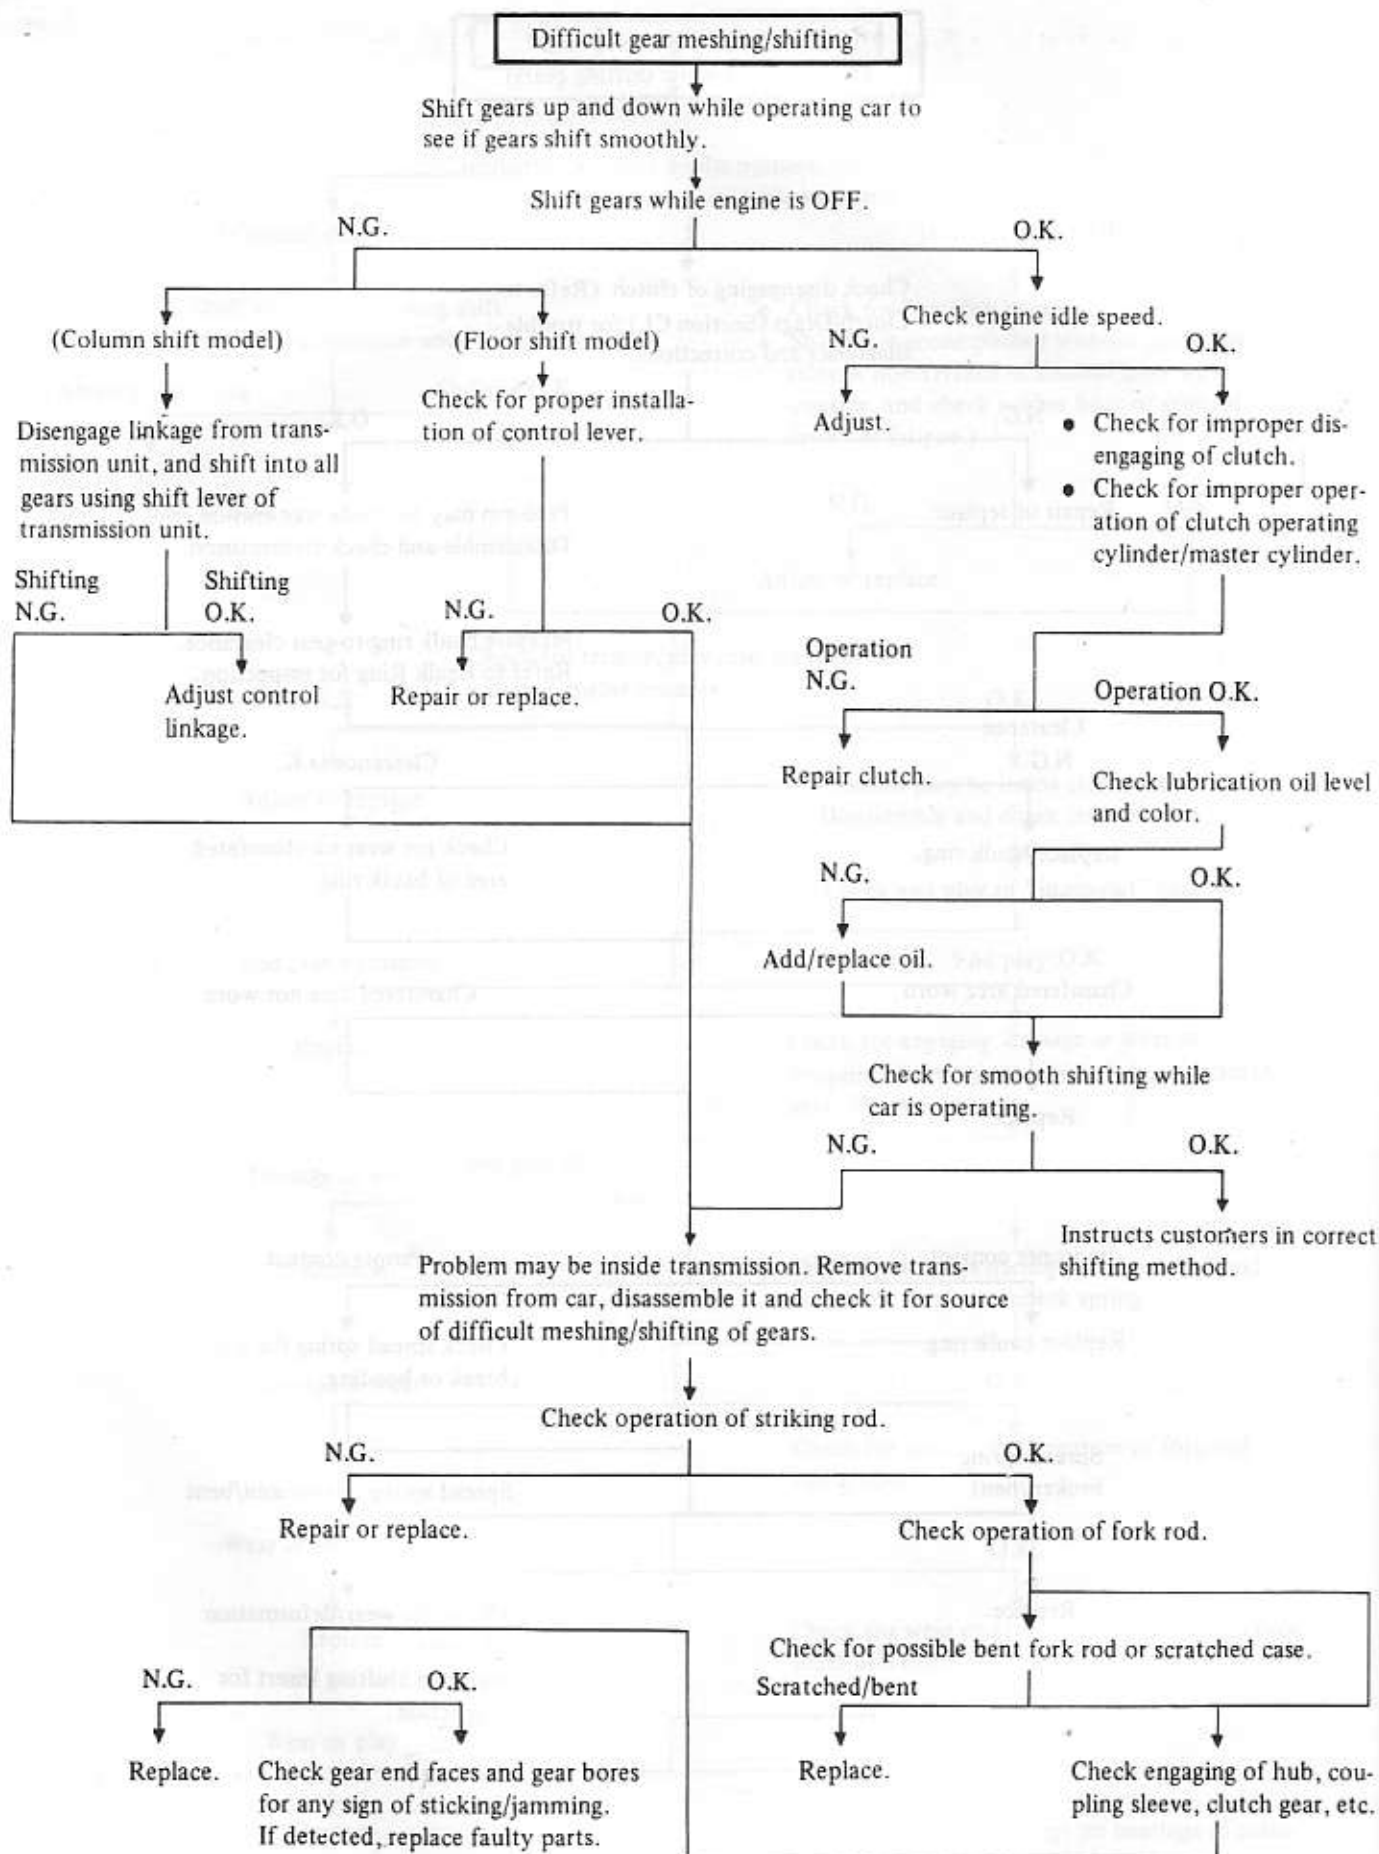 Difficult gear meshing/shifting
Shift gears up and down while operating car to
see if gears shift smoothly.
Shift gears while engine is OFF.
N.G.
O.K.
(Column shift model)
(Floor shift model)
Check engine idle speed.
N.G.
O.K.
Disengage linkage from trans-
mission unit, and shift into all
gears using shift lever of
transmission unit.
Check for proper installa-
tion of control lever.
Adjust.
• Check for improper dis-
engaging of clutch.
• Check for improper oper-
ation of clutch operating
cylinder/master cylinder.
Shifting
N.G.
Shifting
O.K.
N.G.
O.K.
Adjust control
linkage.
Repair or replace.
Operation
N.G.
Operation O.K.
Repair clutch.
Check lubrication oil level
and color.
N.G.
O.K.
Add/replace oil.
Check for smooth shifting while
car is operating.
N.G.
O.K.
Instructs customers in correct
shifting method.
Problem may be inside transmission. Remove trans-
mission from car, disassemble it and check it for source
of difficult meshing/shifting of gears.
Check operation of striking rod.
N.G.
O.K.
Repair or replace.
Check operation of fork rod.
Check for possible bent fork rod or scratched case.
Scratched/bent
N.G.
O.K.
Replace.
Check gear end faces and gear bores
for any sign of sticking/jamming.
If detected, replace faulty parts.
Replace.
Check engaging of hub, cou-
pling sleeve, clutch gear, etc.